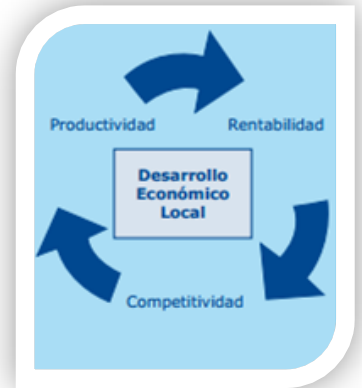 Productividad
Rentabilidad
Desarrollo
Económico
Local
Competitividad